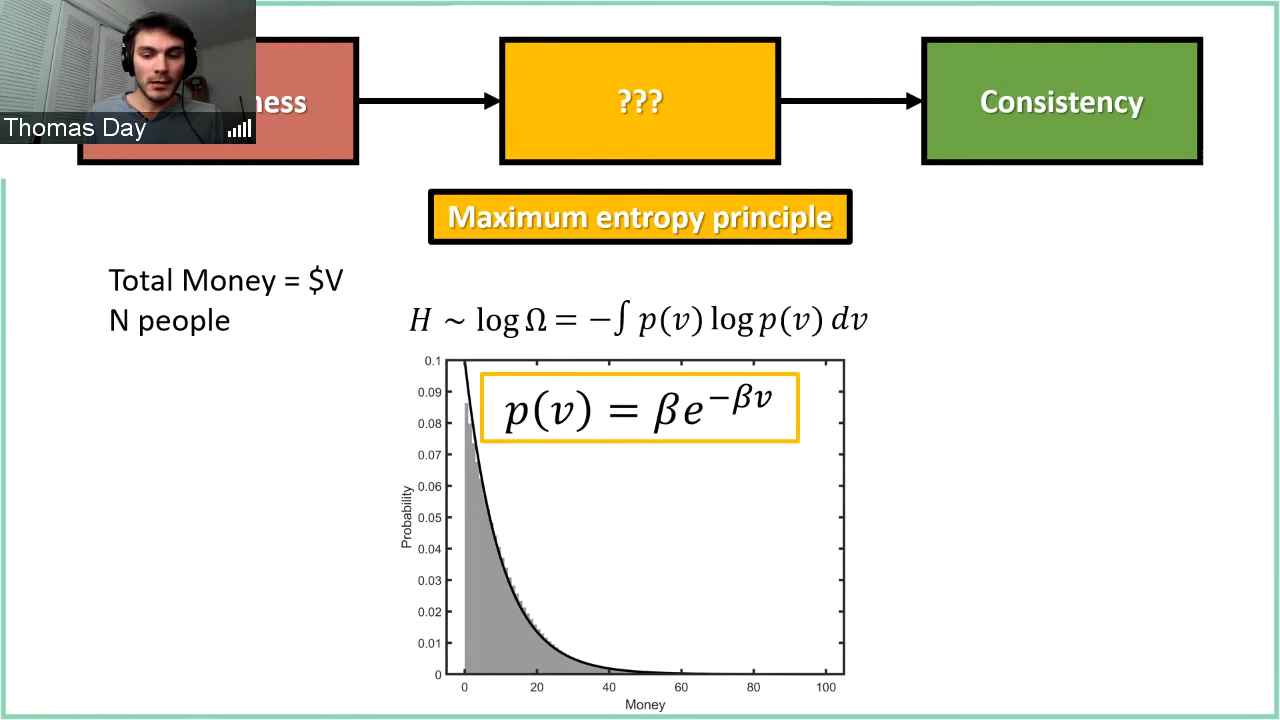 ness
???
Consistency
Thomas Day
Maximum entropy principle
Total Money = $V
N people
H ~ log Ω = −∫ p(v) log p(v) dv
p(v) = βe^{−βv}
0.1
0.09
0.08
0.07
0.06
0.05
0.04
0.03
0.02
0.01
0
Probability
0 20 40 60 80 100
Money